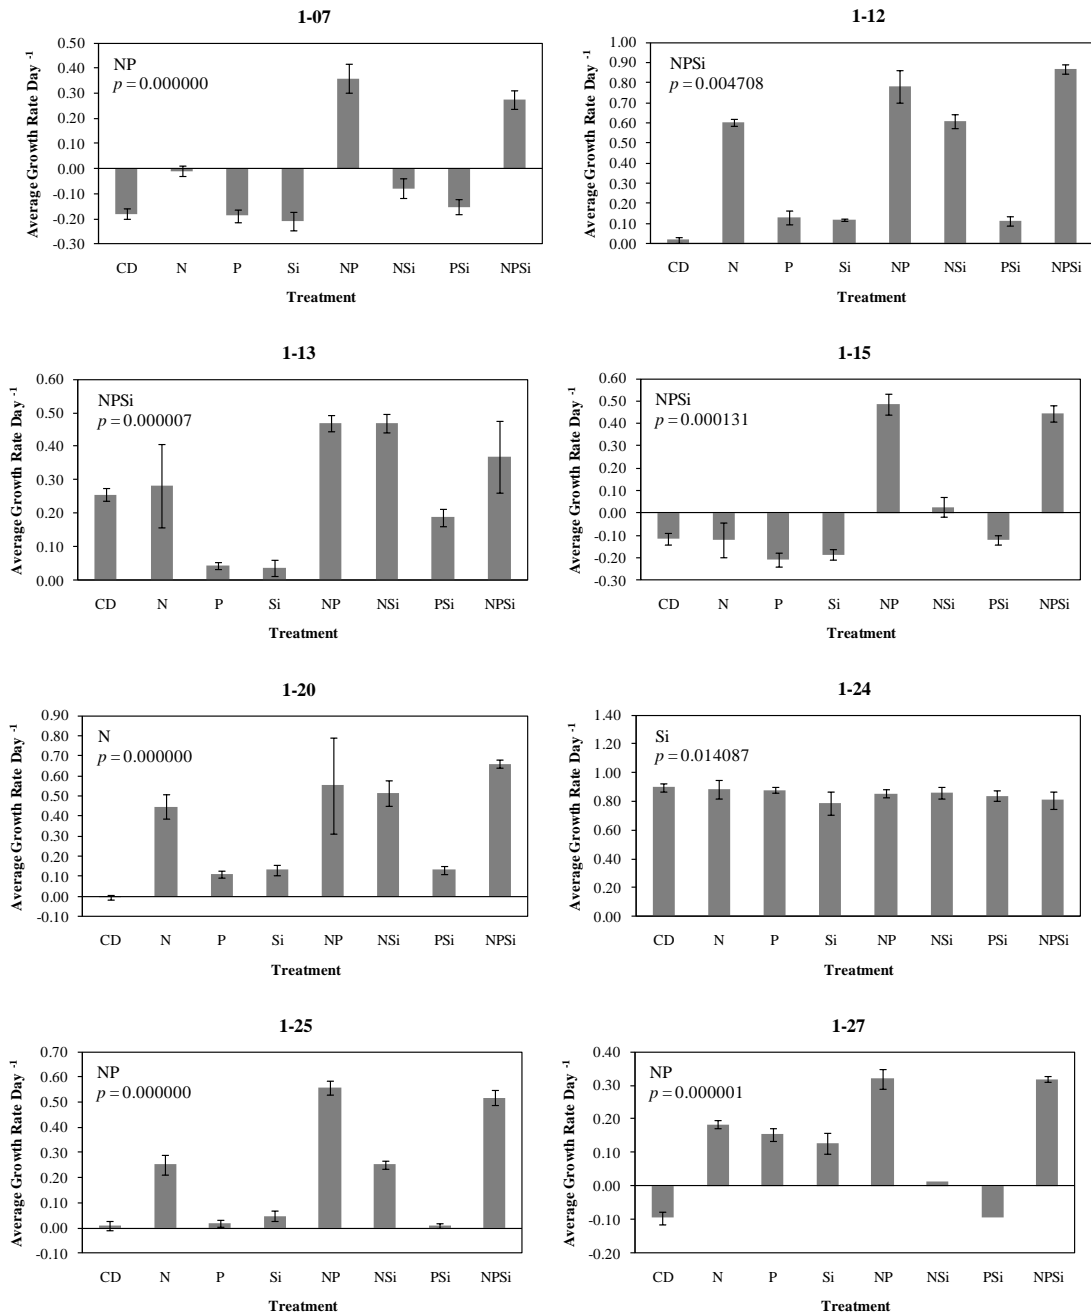 1-07
Average Growth Rate Day -1
0.50
0.40
0.30
0.20
0.10
0.00
-0.10
-0.20
-0.30
NP
p = 0.000000
CD N P Si NP NSi PSi NPSi
Treatment
1-12
Average Growth Rate Day -1
1.00
0.90
0.80
0.70
0.60
0.50
0.40
0.30
0.20
0.10
0.00
NPSi
p = 0.004708
CD N P Si NP NSi PSi NPSi
Treatment
1-13
Average Growth Rate Day -1
0.60
0.50
0.40
0.30
0.20
0.10
0.00
NPSi
p = 0.000007
CD N P Si NP NSi PSi NPSi
Treatment
1-15
Average Growth Rate Day -1
0.60
0.50
0.40
0.30
0.20
0.10
0.00
-0.10
-0.20
-0.30
NPSi
p = 0.000131
CD N P Si NP NSi PSi NPSi
Treatment
1-20
Average Growth Rate Day -1
0.90
0.80
0.70
0.60
0.50
0.40
0.30
0.20
0.10
0.00
-0.10
N
p = 0.000000
CD N P Si NP NSi PSi NPSi
Treatment
1-24
Average Growth Rate Day -1
1.40
1.20
1.00
0.80
0.60
0.40
0.20
0.00
Si
p = 0.014087
CD N P Si NP NSi PSi NPSi
Treatment
1-25
Average Growth Rate Day -1
0.70
0.60
0.50
0.40
0.30
0.20
0.10
0.00
-0.10
NP
p = 0.000000
CD N P Si NP NSi PSi NPSi
Treatment
1-27
Average Growth Rate Day -1
0.40
0.30
0.20
0.10
0.00
-0.10
-0.20
NP
p = 0.000001
CD N P Si NP NSi PSi NPSi
Treatment